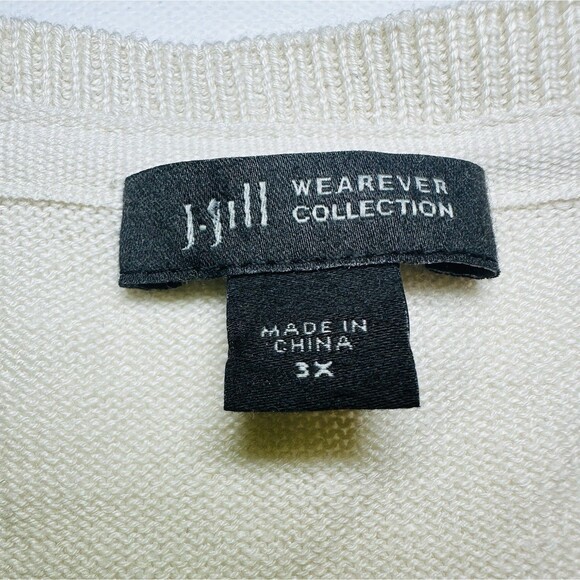 J.Jill WEAREVER
COLLECTION
MADE IN
CHINA
3X